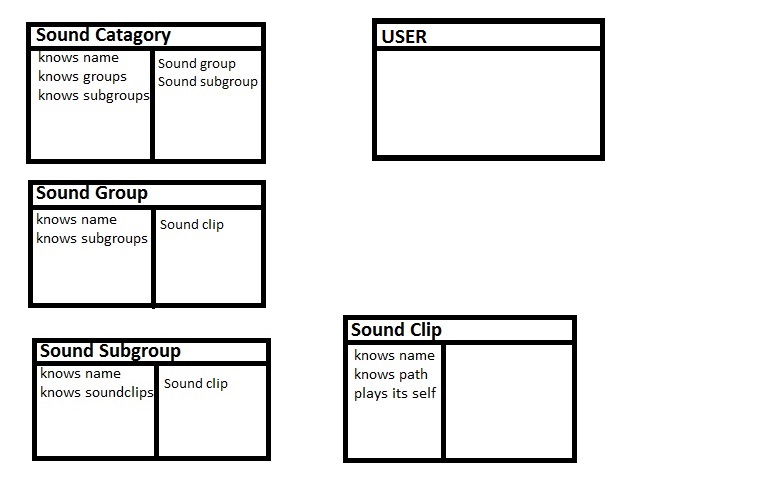 Sound Catagory
knows name
knows groups
knows subgroups
Sound group
Sound subgroup
USER
Sound Group
knows name
knows subgroups
Sound clip
Sound Subgroup
knows name
knows soundclips
Sound clip
Sound Clip
knows name
knows path
plays its self